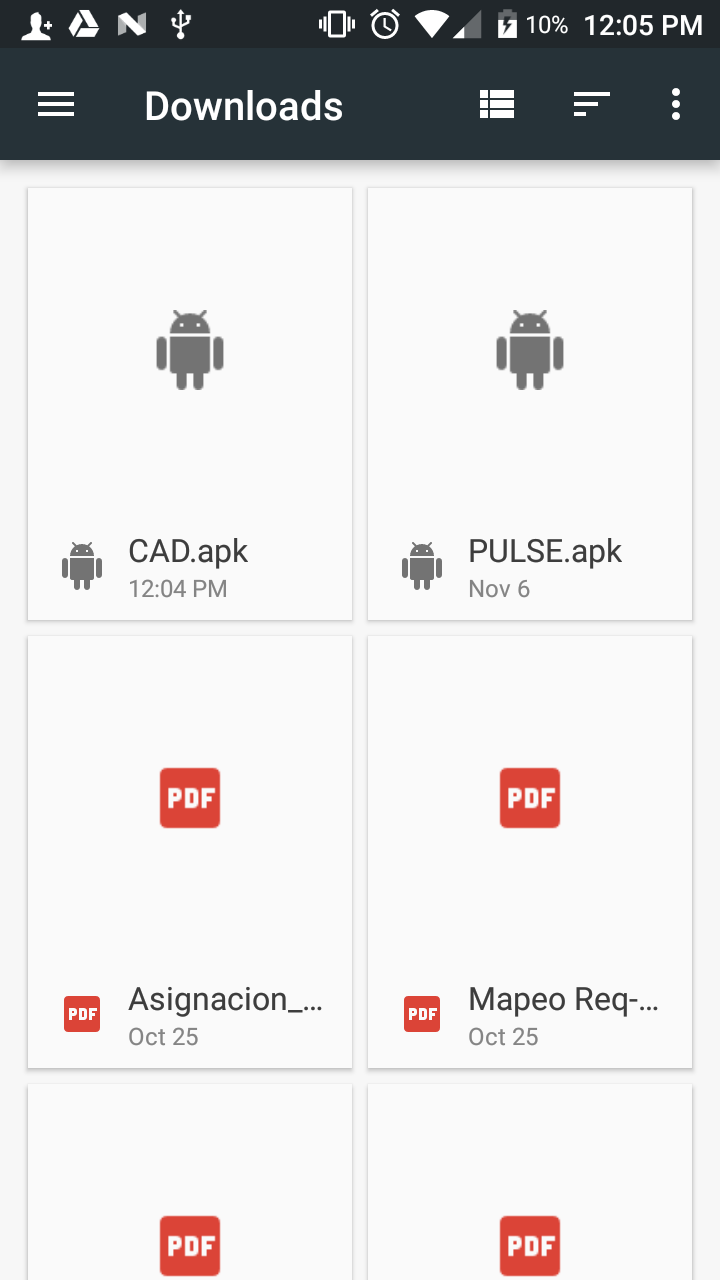 10% 12:05 PM
Downloads
CAD.apk
12:04 PM
PULSE.apk
Nov 6
PDF
PDF
PDF
Asignacion_...
Oct 25
PDF
Mapeo Req-...
Oct 25
PDF
PDF